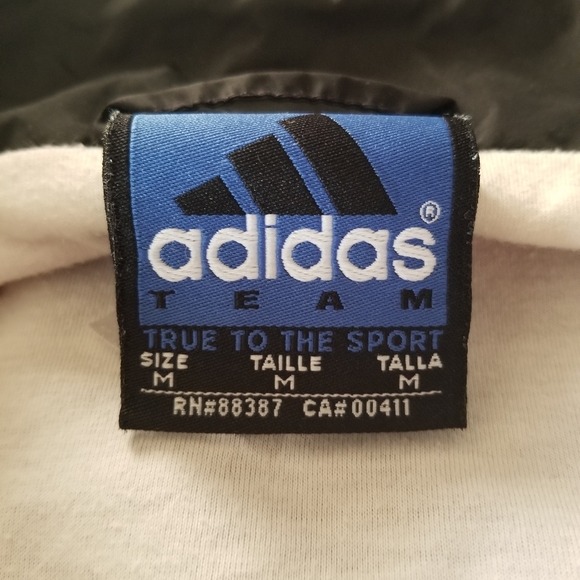 adidas®
TEAM
TRUE TO THE SPORT
SIZE TAILLE TALLA
M M M
RN#88387 CA#00411